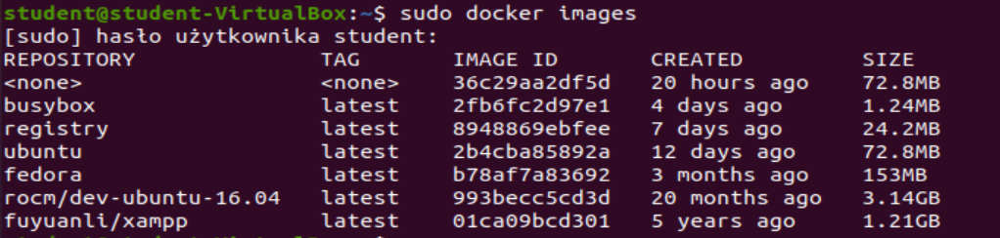 student@student-VirtualBox:~$ sudo docker images
[sudo] hasło użytkownika student:
REPOSITORY TAG IMAGE ID CREATED SIZE
<none> <none> 36c29aa2df5d 20 hours ago 72.8MB
busybox latest 2fb6fc2d97e1 4 days ago 1.24MB
registry latest 8948869ebfee 7 days ago 24.2MB
ubuntu latest 2b4cba85892a 12 days ago 72.8MB
fedora latest b78af7a83692 3 months ago 153MB
rocm/dev-ubuntu-16.04 latest 993becc5cd3d 20 months ago 3.14GB
fuyuanli/xampp latest 01ca09bcd301 5 years ago 1.21GB